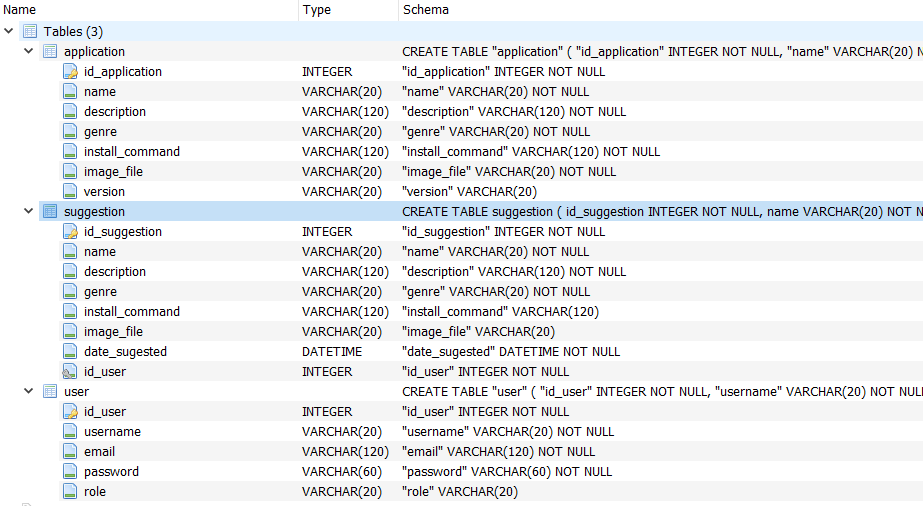 Name Type Schema
Tables (3)
application CREATE TABLE "application" ( "id_application" INTEGER NOT NULL, "name" VARCHAR(20) N
id_application INTEGER "id_application" INTEGER NOT NULL
name VARCHAR(20) "name" VARCHAR(20) NOT NULL
description VARCHAR(120) "description" VARCHAR(120) NOT NULL
genre VARCHAR(20) "genre" VARCHAR(20) NOT NULL
install_command VARCHAR(120) "install_command" VARCHAR(120) NOT NULL
image_file VARCHAR(20) "image_file" VARCHAR(20) NOT NULL
version VARCHAR(20) "version" VARCHAR(20)
suggestion CREATE TABLE suggestion ( id_suggestion INTEGER NOT NULL, name VARCHAR(20) NOT N
id_suggestion INTEGER "id_suggestion" INTEGER NOT NULL
name VARCHAR(20) "name" VARCHAR(20) NOT NULL
description VARCHAR(120) "description" VARCHAR(120) NOT NULL
genre VARCHAR(20) "genre" VARCHAR(20) NOT NULL
install_command VARCHAR(120) "install_command" VARCHAR(120)
image_file VARCHAR(20) "image_file" VARCHAR(20)
date_sugested DATETIME "date_sugested" DATETIME NOT NULL
id_user INTEGER "id_user" INTEGER NOT NULL
user CREATE TABLE "user" ( "id_user" INTEGER NOT NULL, "username" VARCHAR(20) NOT NULL
id_user INTEGER "id_user" INTEGER NOT NULL
username VARCHAR(20) "username" VARCHAR(20) NOT NULL
email VARCHAR(120) "email" VARCHAR(120) NOT NULL
password VARCHAR(60) "password" VARCHAR(60) NOT NULL
role VARCHAR(20) "role" VARCHAR(20)